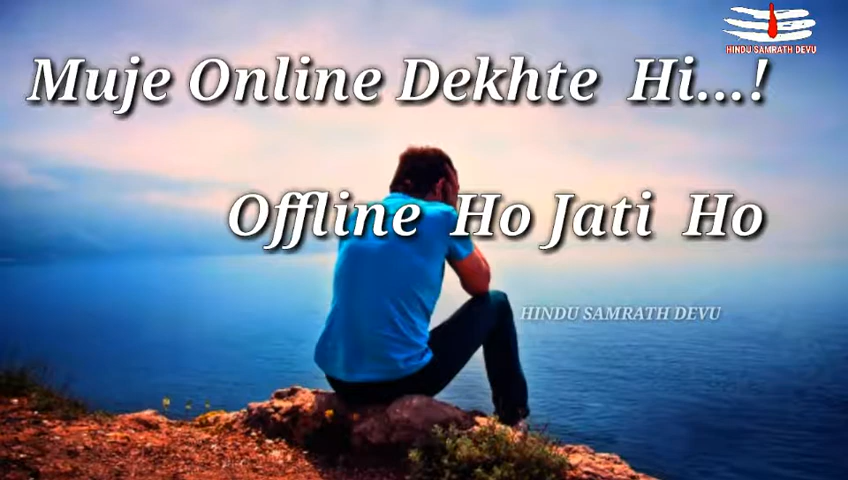 HINDU SAMRATH DEVU
Muje Online Dekhte Hi...!
Offline Ho Jati Ho
HINDU SAMRATH DEVU